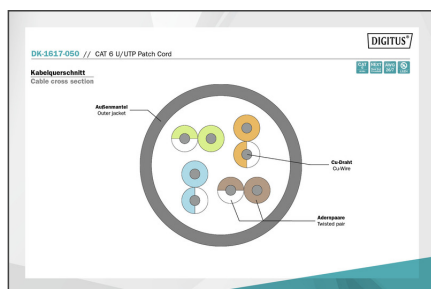 DIGITUS®
DK-1617-050 // CAT 6 U/UTP Patch Cord
Kabelquerschnitt
Cable cross section
Außenmantel
Outer jacket
Cu-Draht
Cu-Wire
Aderspaare
Twisted pair